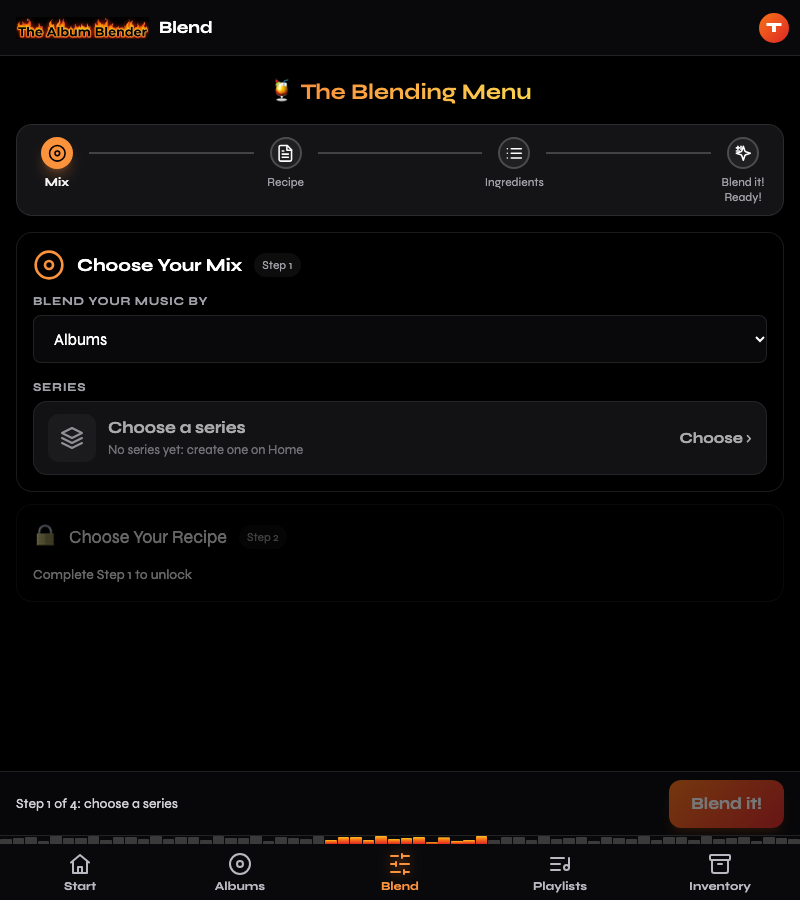 The Album Blender Blend
T
The Blending Menu
Mix
Recipe
Ingredients
Blend it!
Ready!
Choose Your Mix Step 1
BLEND YOUR MUSIC BY
Albums
SERIES
Choose a series
No series yet: create one on Home
Choose ›
Choose Your Recipe Step 2
Complete Step 1 to unlock
Step 1 of 4: choose a series
Blend it!
Start
Albums
Blend
Playlists
Inventory